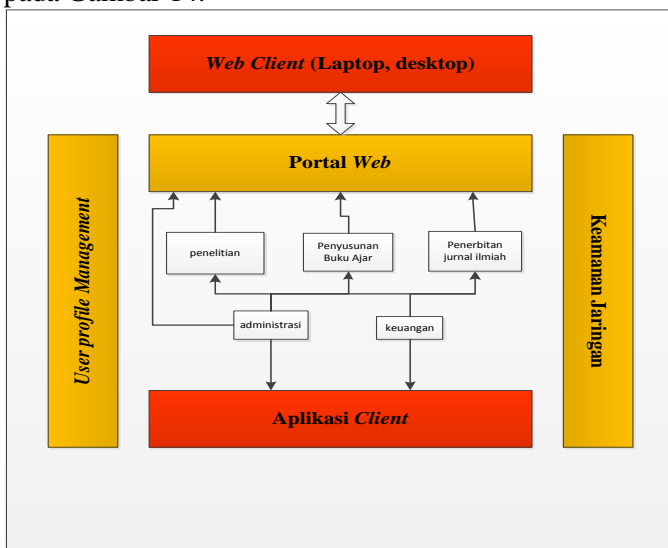 pada Gambar 14.
Web Client (Laptop, desktop)
User profile Management
Portal Web
Keamanan Jaringan
penelitian
Penyusunan
Buku Ajar
Penerbitan
jurnal ilmiah
administrasi
keuangan
Aplikasi Client